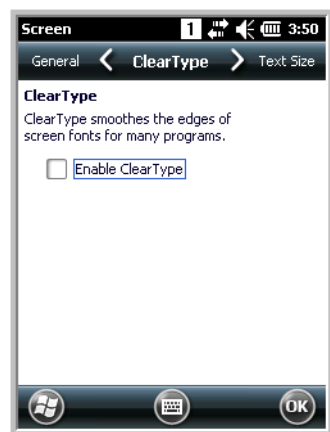 Screen 1 3:50
General ClearType Text Size
ClearType
ClearType smoothes the edges of
screen fonts for many programs.
Enable ClearType
OK